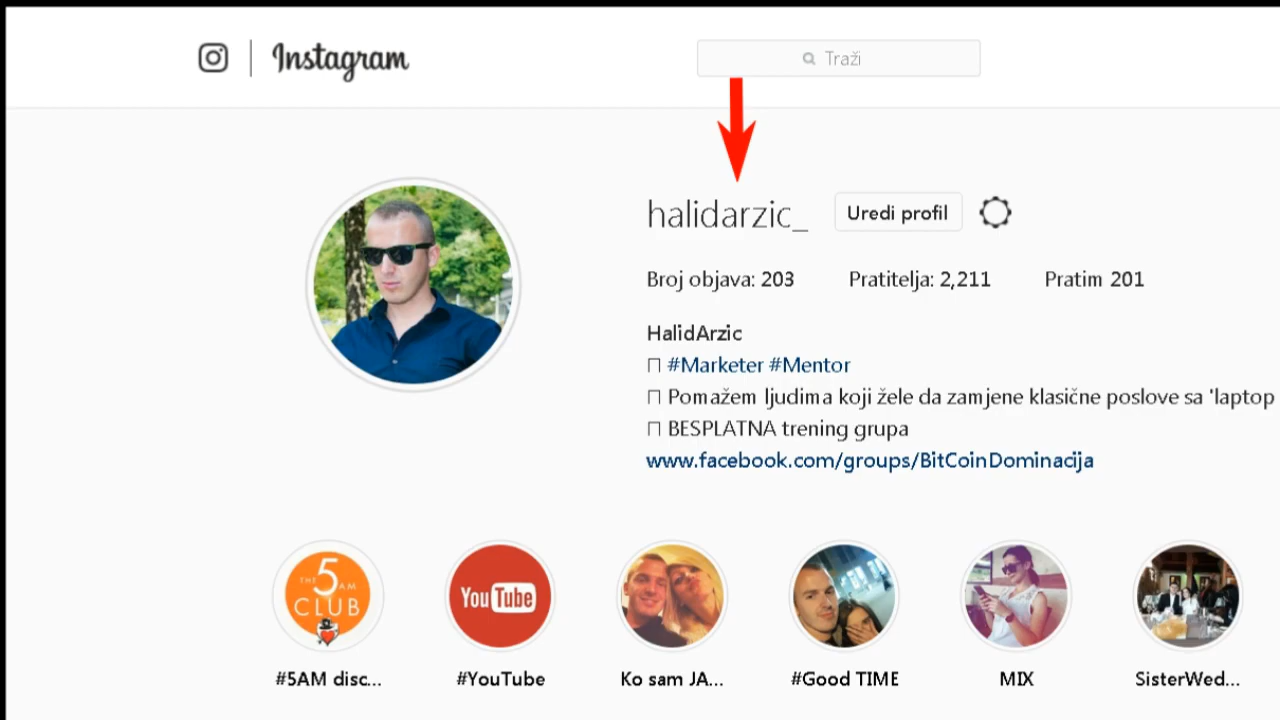 Instagram
Traži
halidarzic_ Uredi profil
Broj objava: 203 Pratitelja: 2,211 Pratim 201
HalidArzic
#Marketer #Mentor
Pomažem ljudima koji žele da zamjene klasične poslove sa 'laptop
BESPLATNA trening grupa
www.facebook.com/groups/BitCoinDominacija
THE 5 AM
CLUB
YouTube
#5AM disc...
#YouTube
Ko sam JA...
#Good TIME
MIX
SisterWed...